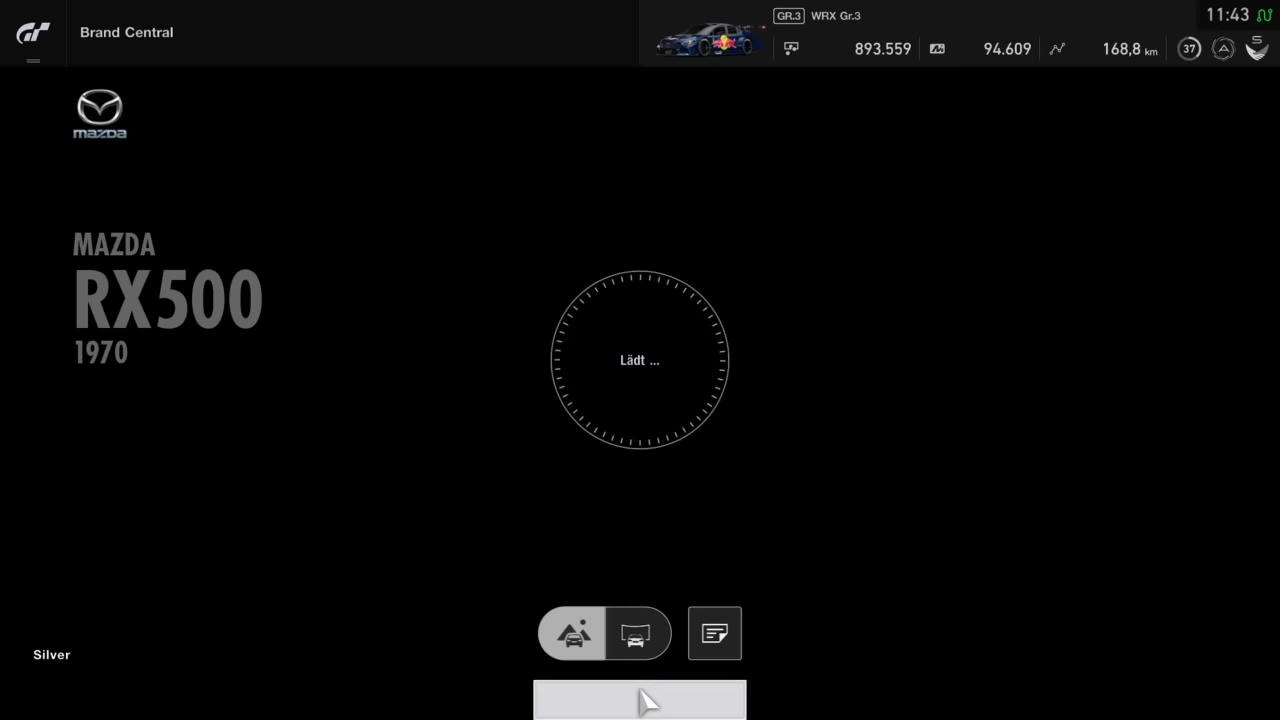 Brand Central
GR.3 WRX Gr.3
11:43
893.559
94.609
168,8 km
37
A
S
mazda
MAZDA
RX500
1970
Lädt ...
Silver